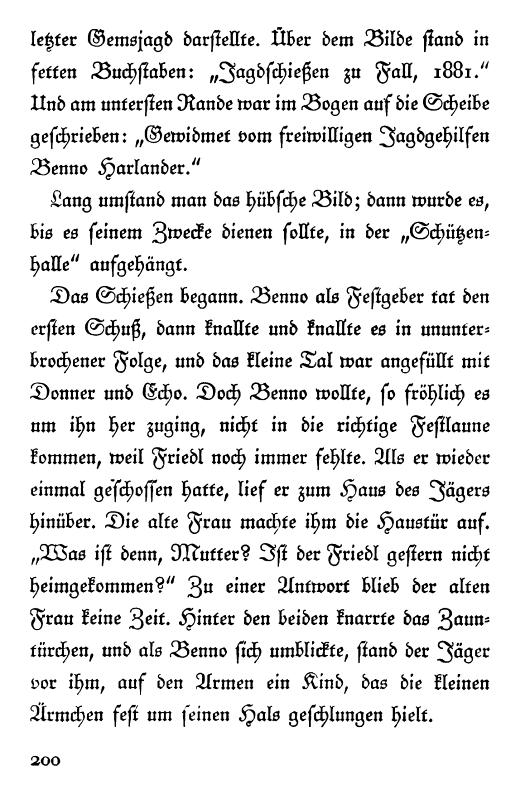 letzter Gemsjagd darstellte. Über dem Bilde stand in
fetten Buchstaben: „Jagdschießen zu Fall, 1881.“
Und am untersten Rande war im Bogen auf die Scheibe
geschrieben: „Gewidmet vom freiwilligen Jagdgehilfen
Benno Harlander.“
Lang umstand man das hübsche Bild; dann wurde es,
bis es seinem Zwecke dienen sollte, in der „Schützen-
halle“ aufgehängt.
Das Schießen begann. Benno als Festgeber tat den
ersten Schuß, dann knallte und knallte es in ununter-
brochener Folge, und das kleine Tal war angefüllt mit
Donner und Echo. Doch Benno wollte, so fröhlich es
um ihn her zuging, nicht in die richtige Festlaune
kommen, weil Friedl noch immer fehlte. Als er wieder
einmal geschossen hatte, lief er zum Haus des Jägers
hinüber. Die alte Frau machte ihm die Haustür auf.
„Was ist denn, Mutter? Ist der Friedl gestern nicht
heimgekommen?“ Zu einer Antwort blieb der alten
Frau keine Zeit. Hinter den beiden knarrte das Zaun-
türchen, und als Benno sich umblickte, stand der Jäger
vor ihm, auf den Armen ein Kind, das die kleinen
Ärmchen fest um seinen Hals geschlungen hielt.
200